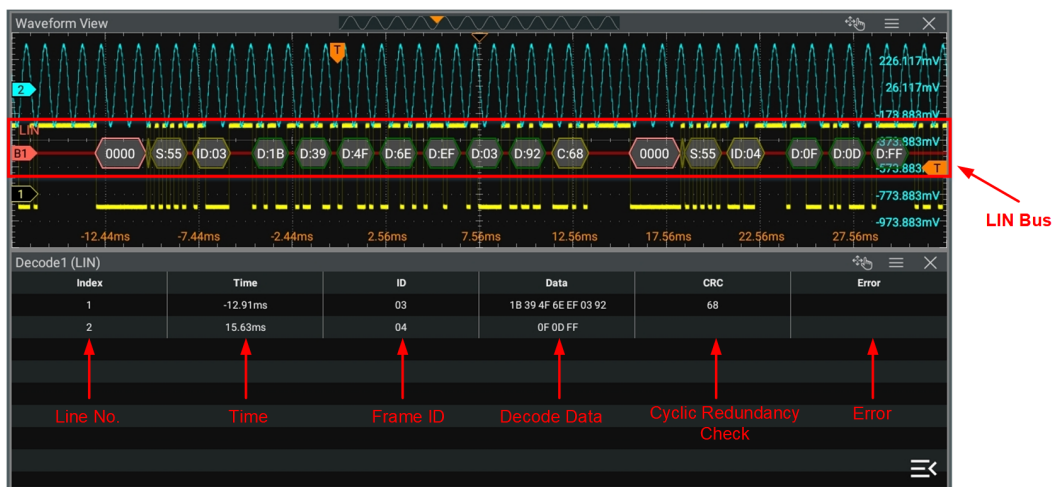 Waveform View
T
226.117mV
2
26.117mV
-173.883mV
LIN
-373.883mV
B1
0000 S:55 ID:03 D:1B D:39 D:4F D:6E D:EF D:03 D:92 C:68 0000 S:55 ID:04 D:0F D:0D D:FF
-573.883
T
1
-773.883mV
LIN Bus
-973.883mV
-12.44ms -7.44ms -2.44ms 2.56ms 7.56ms 12.56ms 17.56ms 22.56ms 27.56ms
Decode1 (LIN)
Index Time ID Data CRC Error
1 -12.91ms 03 1B 39 4F 6E EF 03 92 68
2 15.63ms 04 0F 0D FF
Line No. Time Frame ID Decode Data Cyclic Redundancy Error
Check